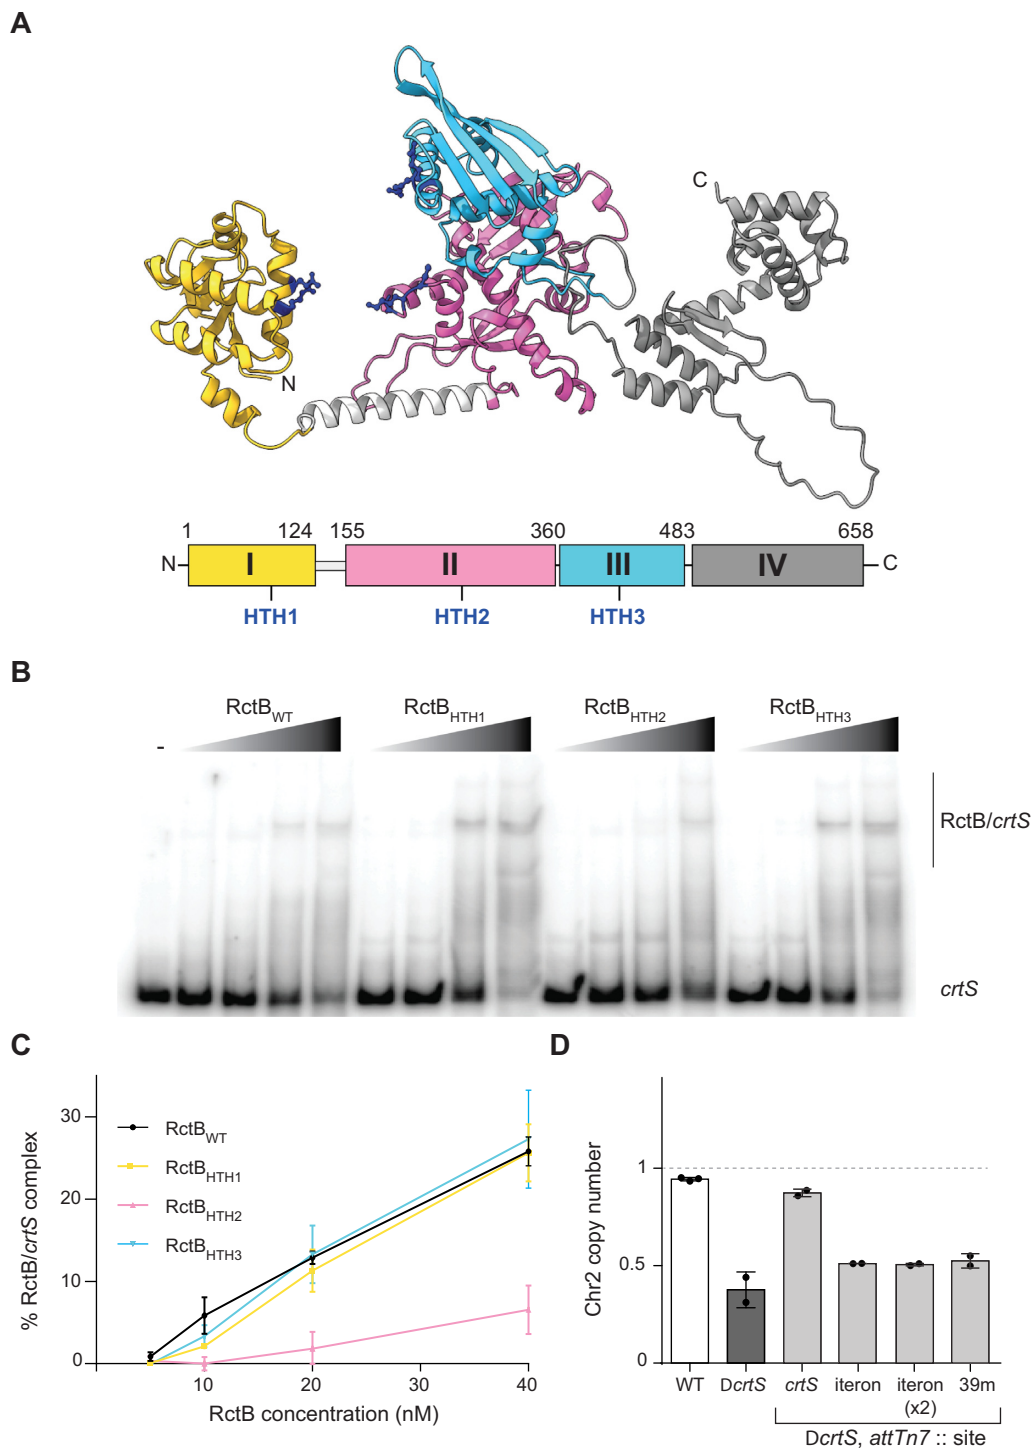 A
C
N
1 124 155 360 483 658
N I II III IV C
HTH1 HTH2 HTH3
B
RctBWT RctBHTH1 RctBHTH2 RctBHTH3
-
RctB/crtS
crtS
C
% RctB/crtS complex
30
20
10
0
10 20 30 40
RctB concentration (nM)
RctBWT
RctBHTH1
RctBHTH2
RctBHTH3
D
Chr2 copy number
1
0.5
0
WT DcrtS crtS iteron iteron 39m
(x2)
DcrtS, attTn7 :: site